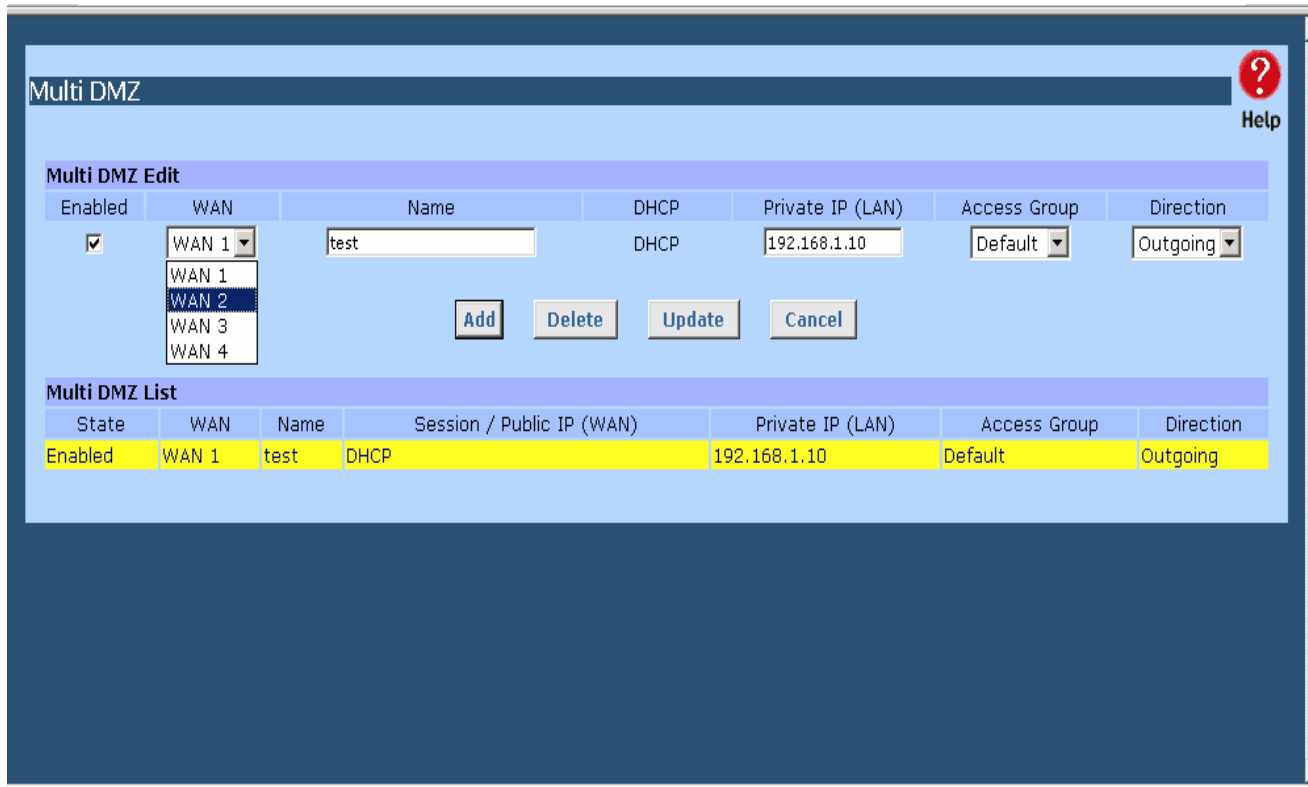 Multi DMZ
?
Help
Multi DMZ Edit
Enabled WAN Name DHCP Private IP (LAN) Access Group Direction
WAN 1 test DHCP 192.168.1.10 Default Outgoing
WAN 1
WAN 2
WAN 3
WAN 4
Add Delete Update Cancel
Multi DMZ List
State WAN Name Session / Public IP (WAN) Private IP (LAN) Access Group Direction
Enabled WAN 1 test DHCP 192.168.1.10 Default Outgoing